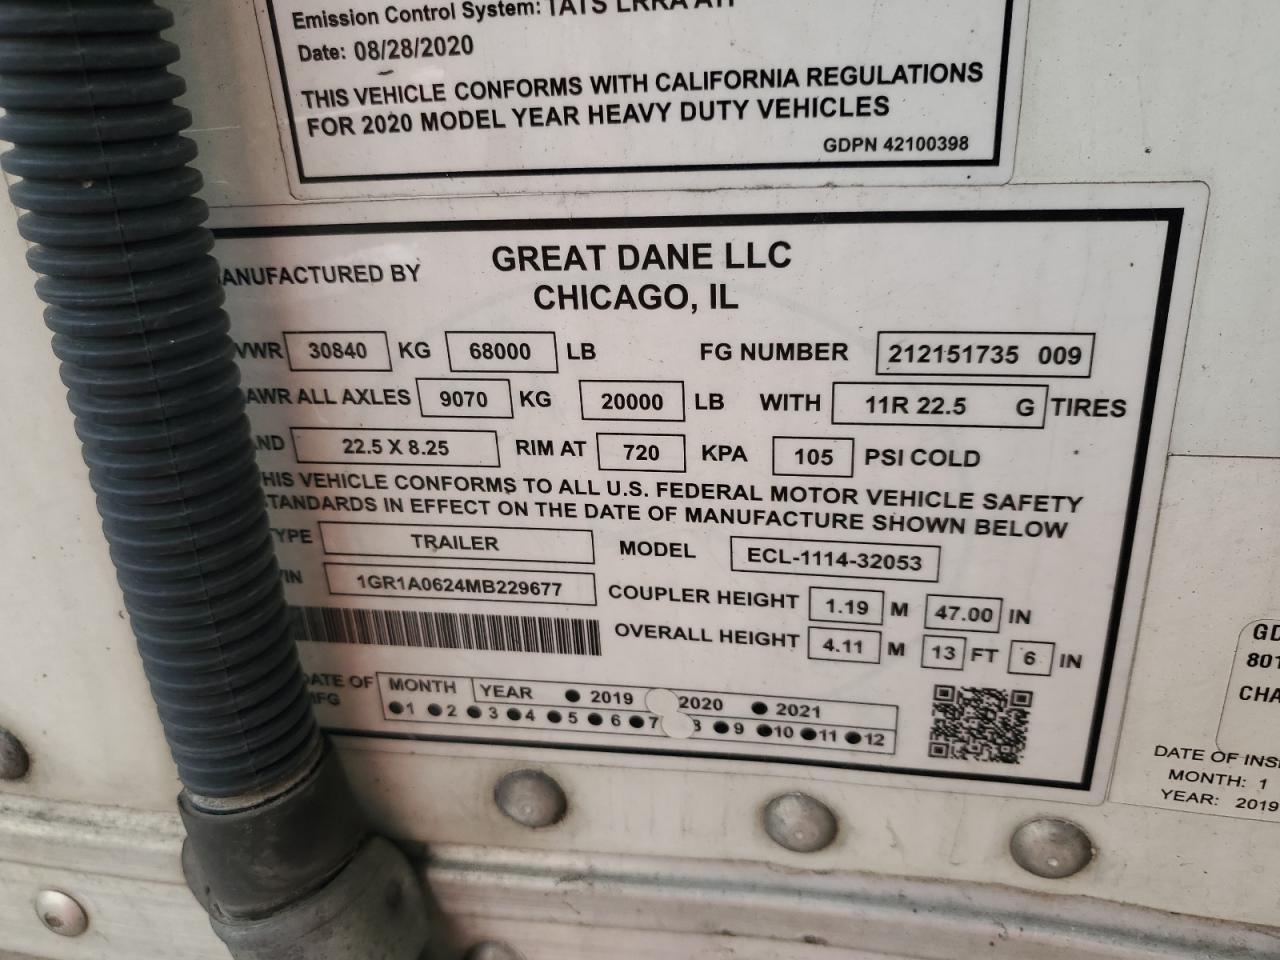 Emission Control System: TATS LRRA ATI
Date: 08/28/2020
THIS VEHICLE CONFORMS WITH CALIFORNIA REGULATIONS
FOR 2020 MODEL YEAR HEAVY DUTY VEHICLES
GDPN 42100398
ANUFACTURED BY GREAT DANE LLC
CHICAGO, IL
VWR 30840 KG 68000 LB FG NUMBER 212151735 009
AWR ALL AXLES 9070 KG 20000 LB WITH 11R 22.5 G TIRES
ND 22.5 X 8.25 RIM AT 720 KPA 105 PSI COLD
HIS VEHICLE CONFORMS TO ALL U.S. FEDERAL MOTOR VEHICLE SAFETY
TANDARDS IN EFFECT ON THE DATE OF MANUFACTURE SHOWN BELOW
TYPE TRAILER MODEL ECL-1114-32053
VIN 1GR1A0624MB229677 COUPLER HEIGHT 1.19 M 47.00 IN
OVERALL HEIGHT 4.11 M 13 FT 6 IN
DATE OF MONTH YEAR 2019 2020 2021
MFG 1 2 3 4 5 6 7 8 9 10 11 12
GD
801
CHA
DATE OF INS
MONTH: 1
YEAR: 2019